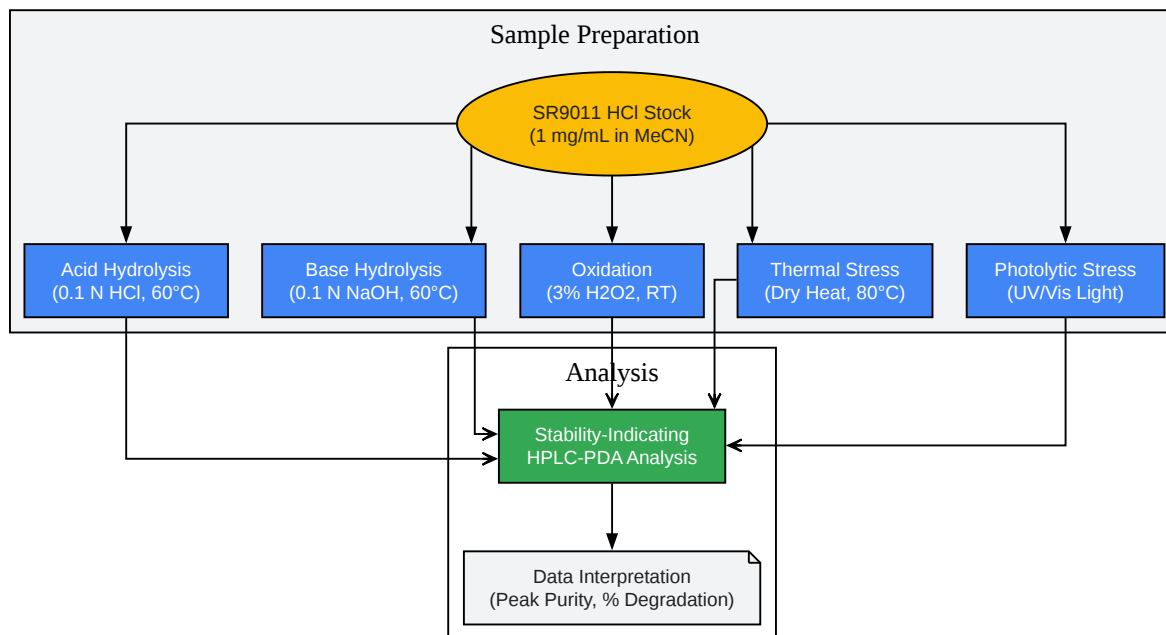 Sample Preparation
SR9011 HCl Stock
(1 mg/mL in MeCN)
Acid Hydrolysis
(0.1 N HCl, 60°C)
Base Hydrolysis
(0.1 N NaOH, 60°C)
Oxidation
(3% H2O2, RT)
Thermal Stress
(Dry Heat, 80°C)
Photolytic Stress
(UV/Vis Light)
Analysis
Stability-Indicating
HPLC-PDA Analysis
Data Interpretation
(Peak Purity, % Degradation)